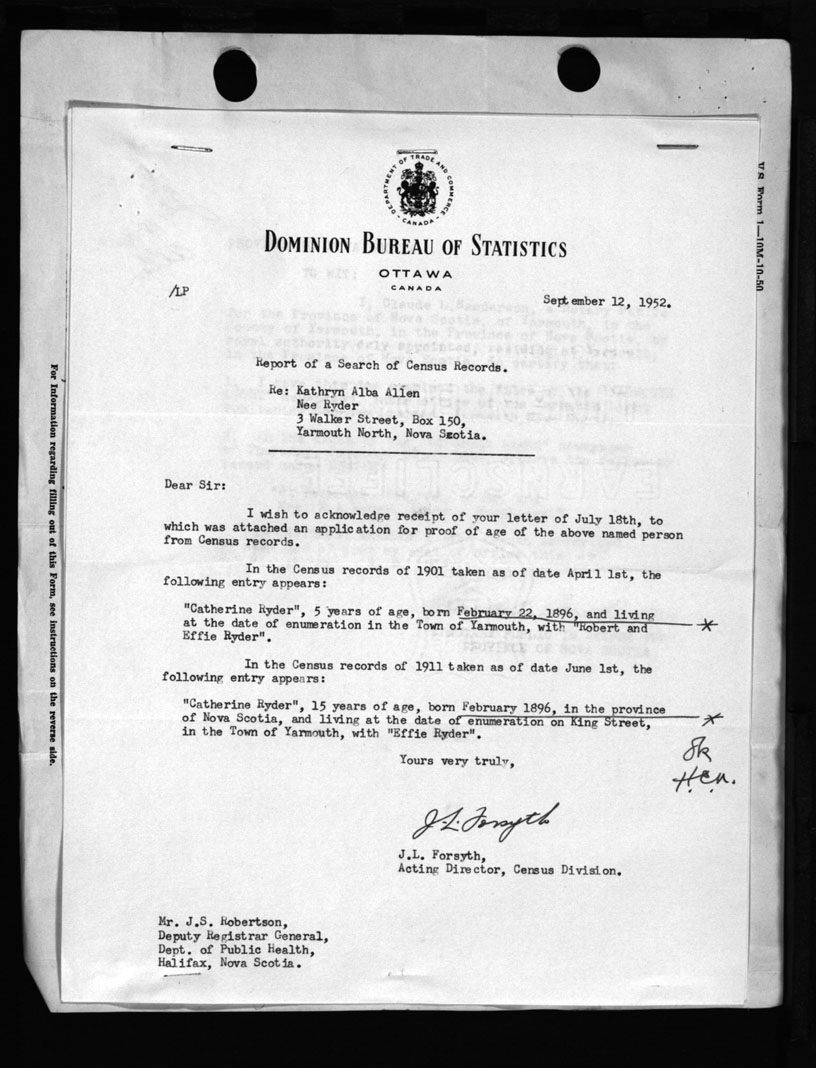 DEPARTMENT OF TRADE AND COMMERCE
CANADA
DOMINION BUREAU OF STATISTICS
OTTAWA
CANADA
/LP
September 12, 1952.
Report of a Search of Census Records.
Re: Kathryn Alba Allen
Nee Ryder
3 Walker Street, Box 150,
Yarmouth North, Nova Scotia.
Dear Sir:
I wish to acknowledge receipt of your letter of July 18th, to
which was attached an application for proof of age of the above named person
from Census records.
In the Census records of 1901 taken as of date April 1st, the
following entry appears:
"Catherine Ryder", 5 years of age, born February 22, 1896, and living
at the date of enumeration in the Town of Yarmouth, with "Robert and
Effie Ryder".
In the Census records of 1911 taken as of date June 1st, the
following entry appears:
"Catherine Ryder", 15 years of age, born February 1896, in the province
of Nova Scotia, and living at the date of enumeration on King Street,
in the Town of Yarmouth, with "Effie Ryder".
Yours very truly,
J.L. Forsyth
J.L. Forsyth,
Acting Director, Census Division.
Mr. J.S. Robertson,
Deputy Registrar General,
Dept. of Public Health,
Halifax, Nova Scotia.
For information regarding filling out of this Form, see instructions on the reverse side.
V.S. Form 1—10M-10-50